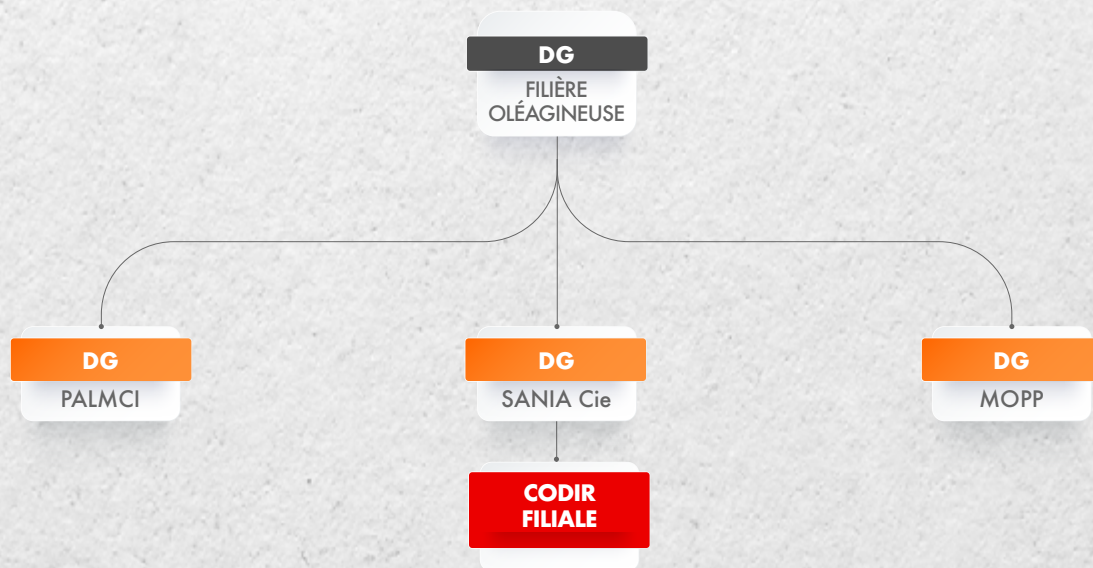 DG
FILIÈRE
OLÉAGINEUSE
DG
PALMCI
DG
SANIA Cie
DG
MOPP
CODIR
FILIALE